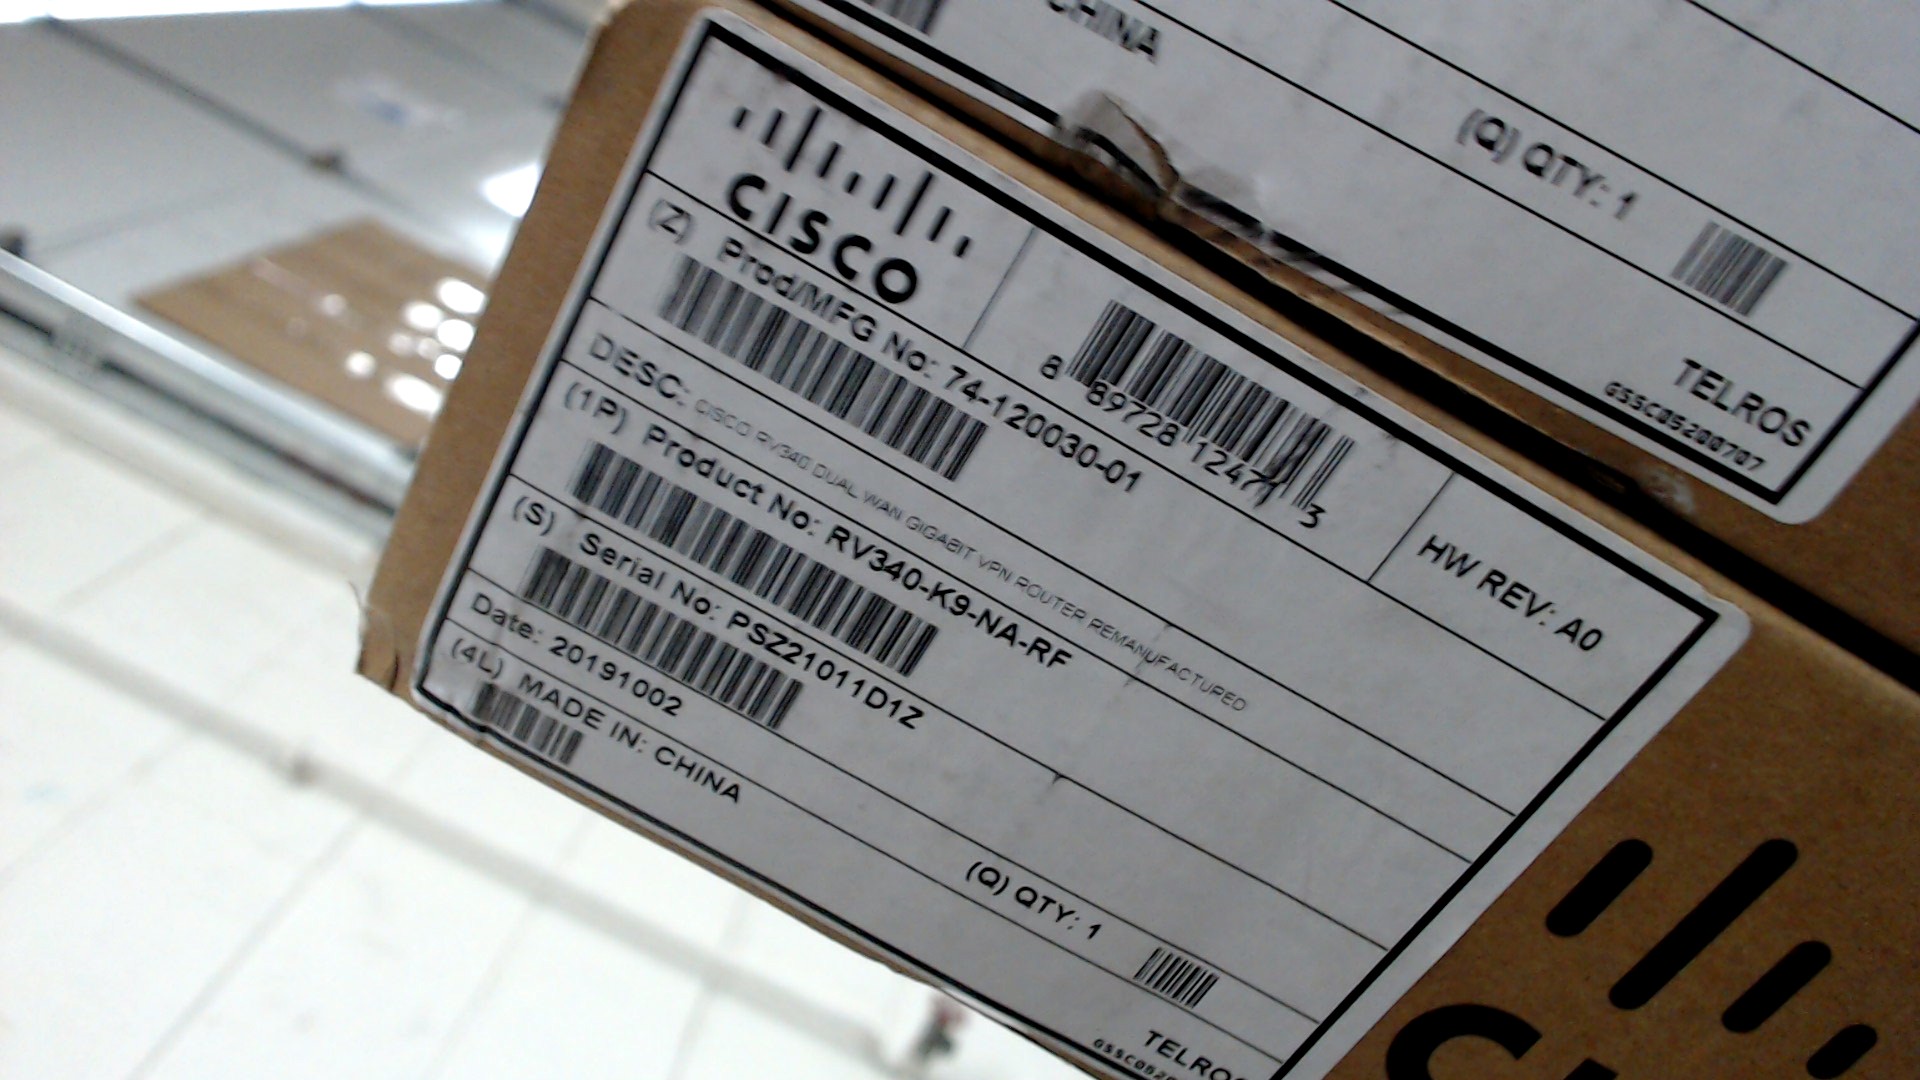 CHINA
(Q) QTY: 1
TELROS
GSSC05200707
CISCO
8 89728 12471 3
HW REV: A0
(Z) Prod/MFG No: 74-120030-01
DESC: CISCO RV340 DUAL WAN GIGABIT VPN ROUTER REMANUFACTURED
(1P) Product No: RV340-K9-NA-RF
(S) Serial No: PSZ21011D1Z
Date: 20191002
(4L) MADE IN: CHINA
(Q) QTY: 1
TELROS